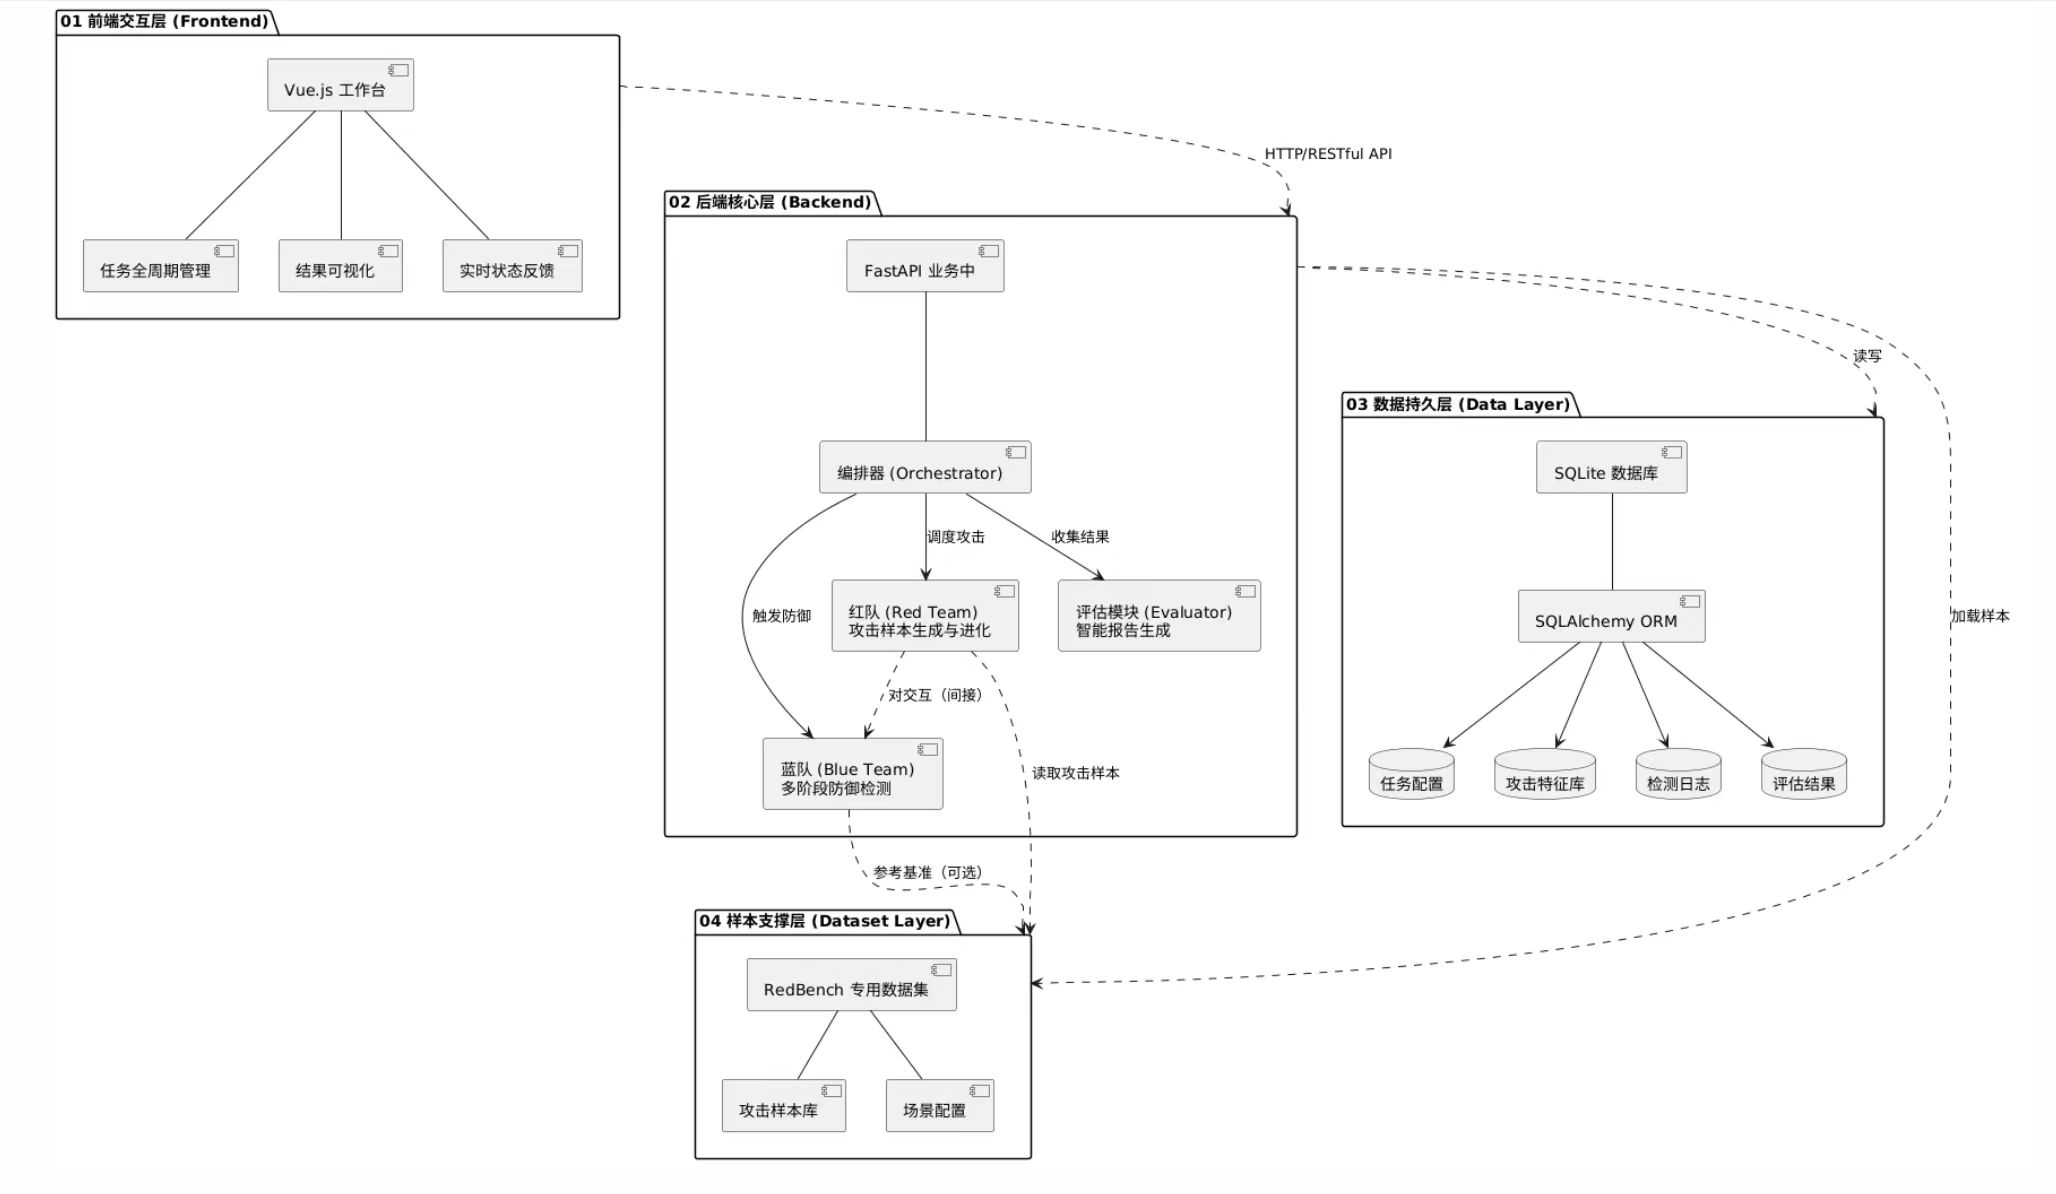 01 前端交互层 (Frontend)
Vue.js 工作台
任务全周期管理
结果可视化
实时状态反馈
HTTP/RESTful API
02 后端核心层 (Backend)
FastAPI 业务中
编排器 (Orchestrator)
触发防御
调度攻击
收集结果
红队 (Red Team)
攻击样本生成与进化
评估模块 (Evaluator)
智能报告生成
对交互（间接）
蓝队 (Blue Team)
多阶段防御检测
读取攻击样本
参考基准（可选）
读写
加载样本
03 数据持久层 (Data Layer)
SQLite 数据库
SQLAlchemy ORM
任务配置
攻击特征库
检测日志
评估结果
04 样本支撑层 (Dataset Layer)
RedBench 专用数据集
攻击样本库
场景配置